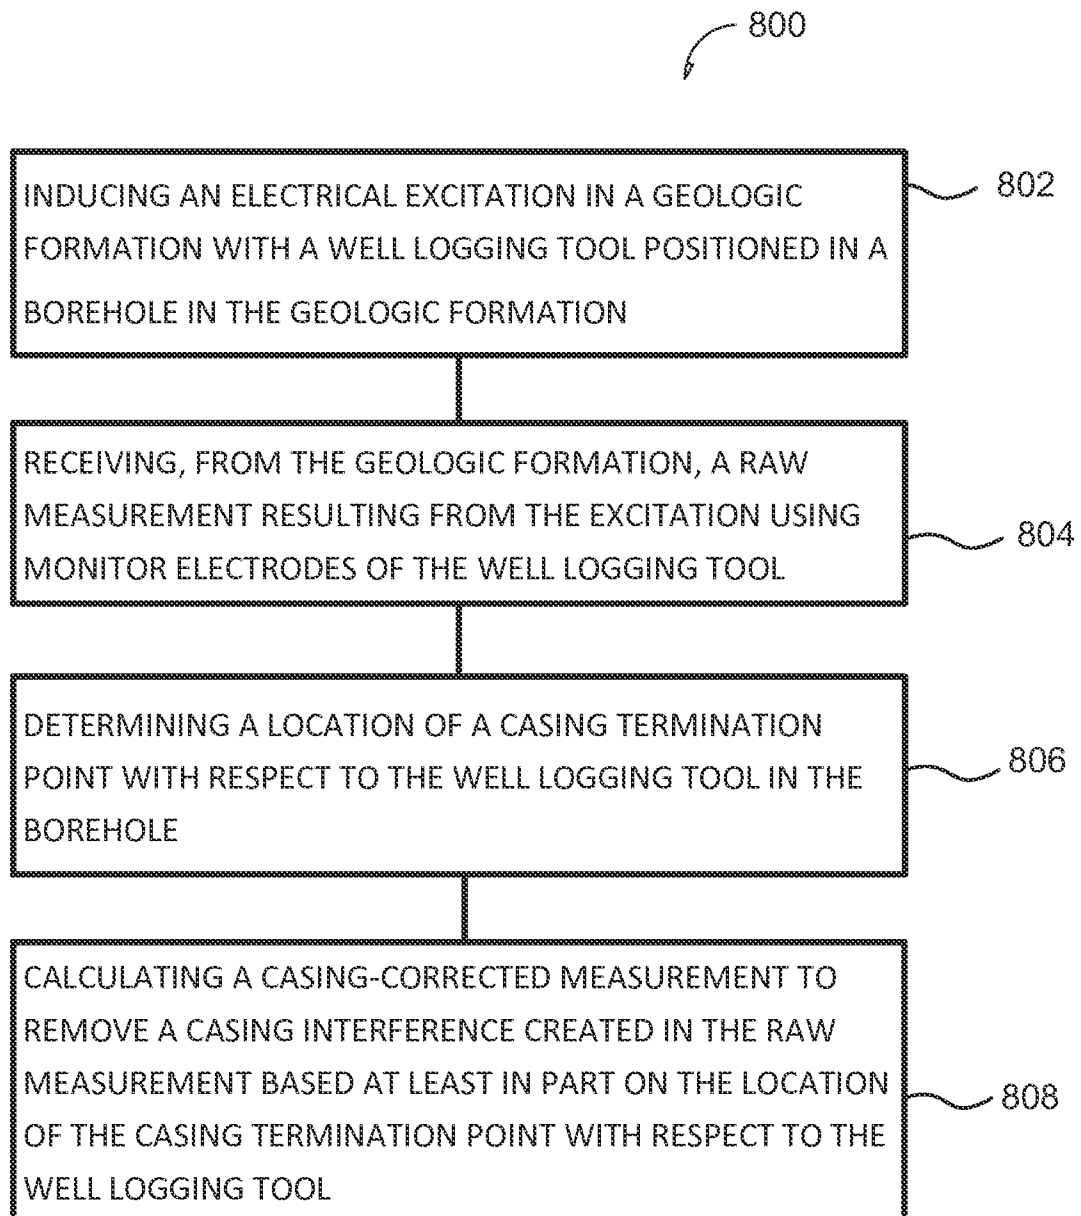 800
INDUCING AN ELECTRICAL EXCITATION IN A GEOLOGIC
FORMATION WITH A WELL LOGGING TOOL POSITIONED IN A
BOREHOLE IN THE GEOLOGIC FORMATION
802
RECEIVING, FROM THE GEOLOGIC FORMATION, A RAW
MEASUREMENT RESULTING FROM THE EXCITATION USING
MONITOR ELECTRODES OF THE WELL LOGGING TOOL
804
DETERMINING A LOCATION OF A CASING TERMINATION
POINT WITH RESPECT TO THE WELL LOGGING TOOL IN THE
BOREHOLE
806
CALCULATING A CASING-CORRECTED MEASUREMENT TO
REMOVE A CASING INTERFERENCE CREATED IN THE RAW
MEASUREMENT BASED AT LEAST IN PART ON THE LOCATION
OF THE CASING TERMINATION POINT WITH RESPECT TO THE
WELL LOGGING TOOL
808